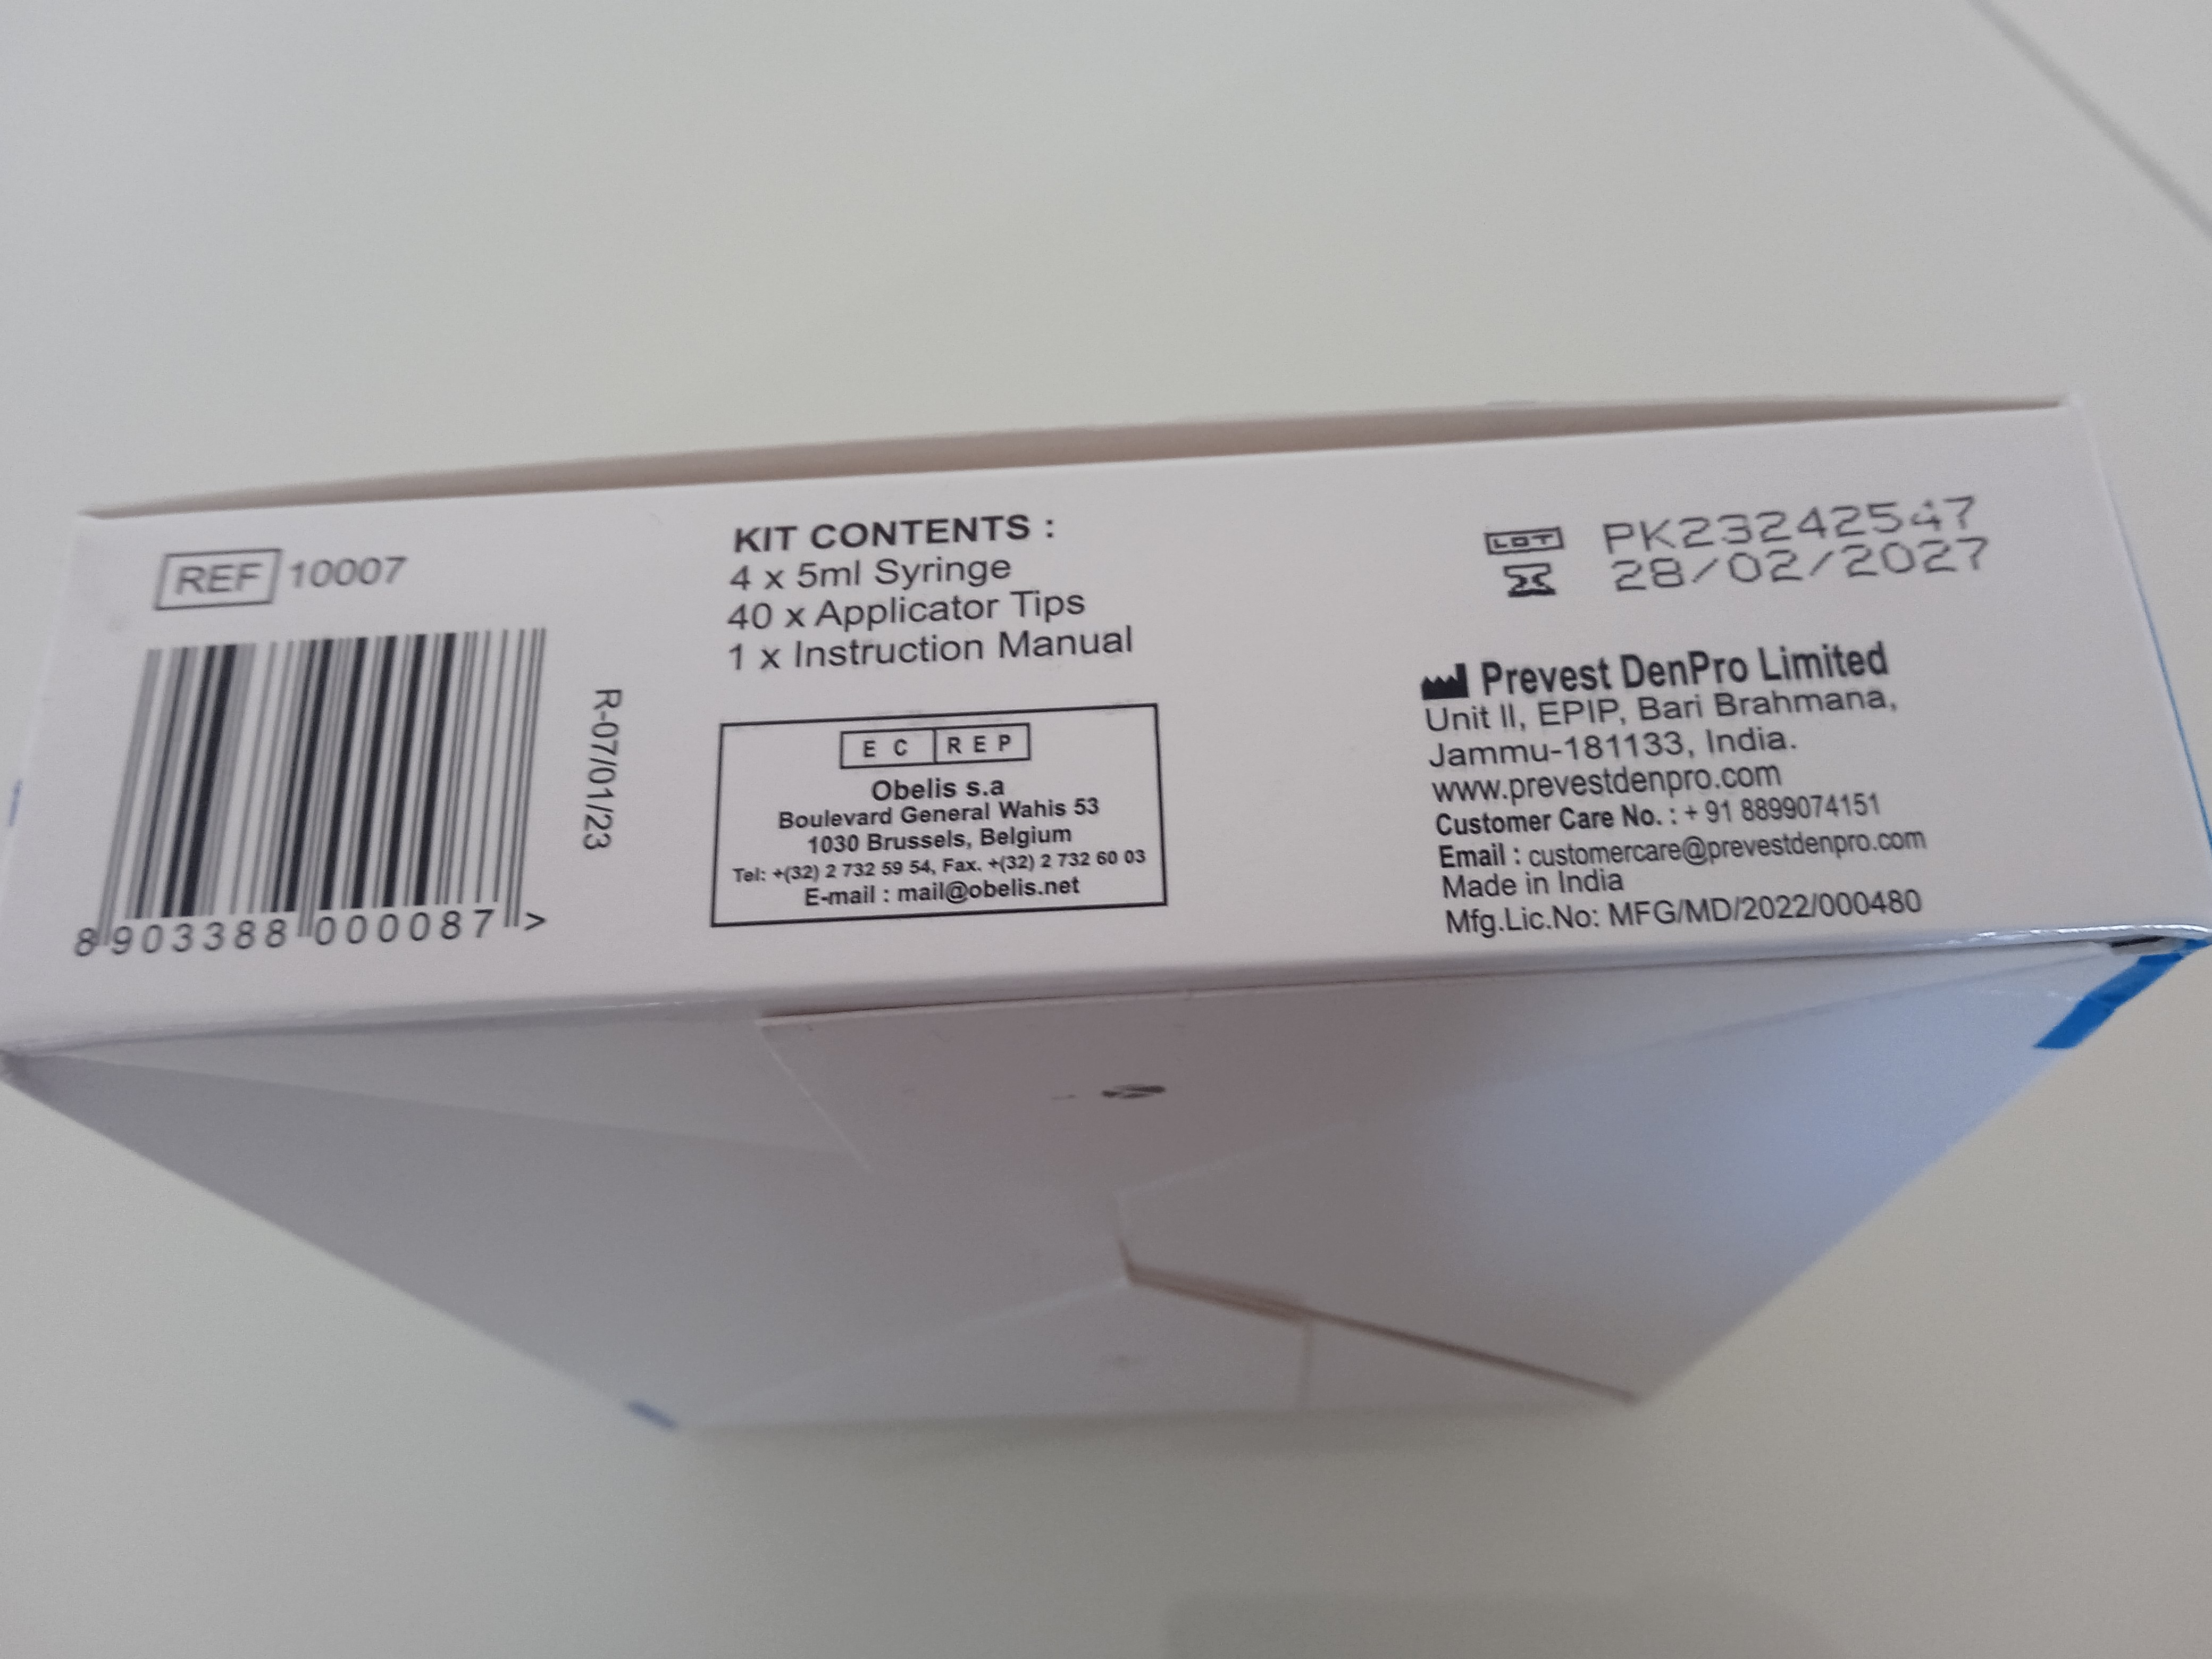 REF 10007
8 903388 000087 >
R-07/01/23
KIT CONTENTS :
4 x 5ml Syringe
40 x Applicator Tips
1 x Instruction Manual
EC REP
Obelis s.a
Boulevard General Wahis 53
1030 Brussels, Belgium
Tel: +(32) 2 732 59 54, Fax. +(32) 2 732 60 03
E-mail : mail@obelis.net
LOT PK23242547
28/02/2027
Prevest DenPro Limited
Unit II, EPIP, Bari Brahmana,
Jammu-181133, India.
www.prevestdenpro.com
Customer Care No. : + 91 8899074151
Email : customercare@prevestdenpro.com
Made in India
Mfg.Lic.No: MFG/MD/2022/000480